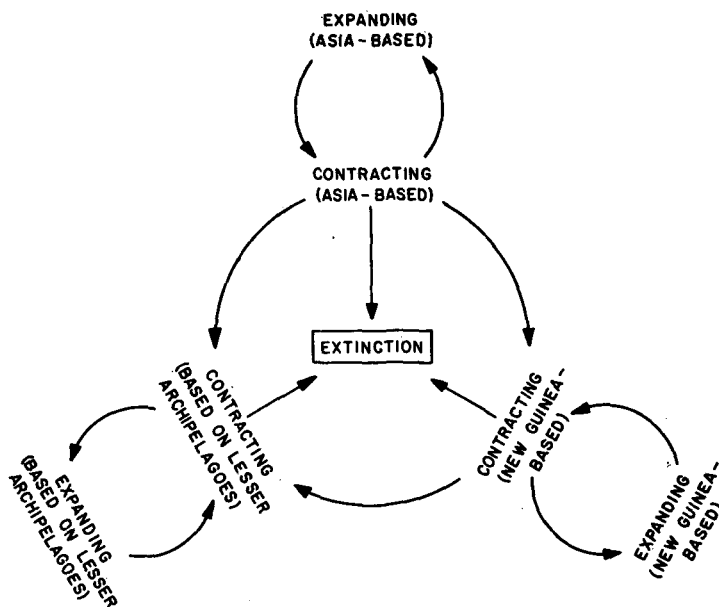 EXPANDING
(ASIA-BASED)
CONTRACTING
(ASIA-BASED)
EXTINCTION
CONTRACTING
(BASED ON LESSER
ARCHIPELAGOES)
CONTRACTING
(NEW GUINEA-
BASED)
EXPANDING
(BASED ON LESSER
ARCHIPELAGOES)
EXPANDING
(NEW GUINEA-
BASED)